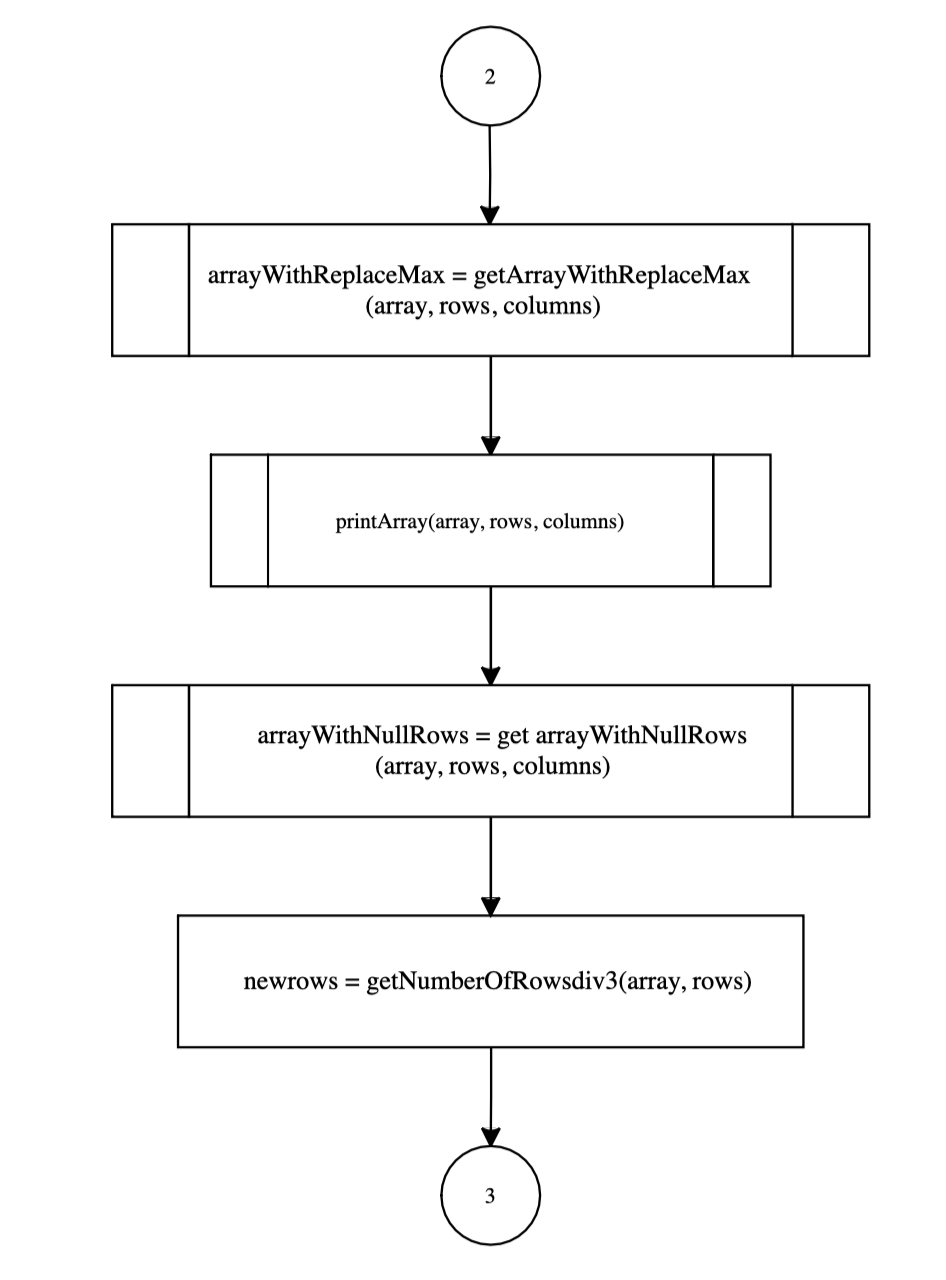 2
arrayWithReplaceMax = getArrayWithReplaceMax
(array, rows, columns)
printArray(array, rows, columns)
arrayWithNullRows = get arrayWithNullRows
(array, rows, columns)
newrows = getNumberOfRowsdiv3(array, rows)
3